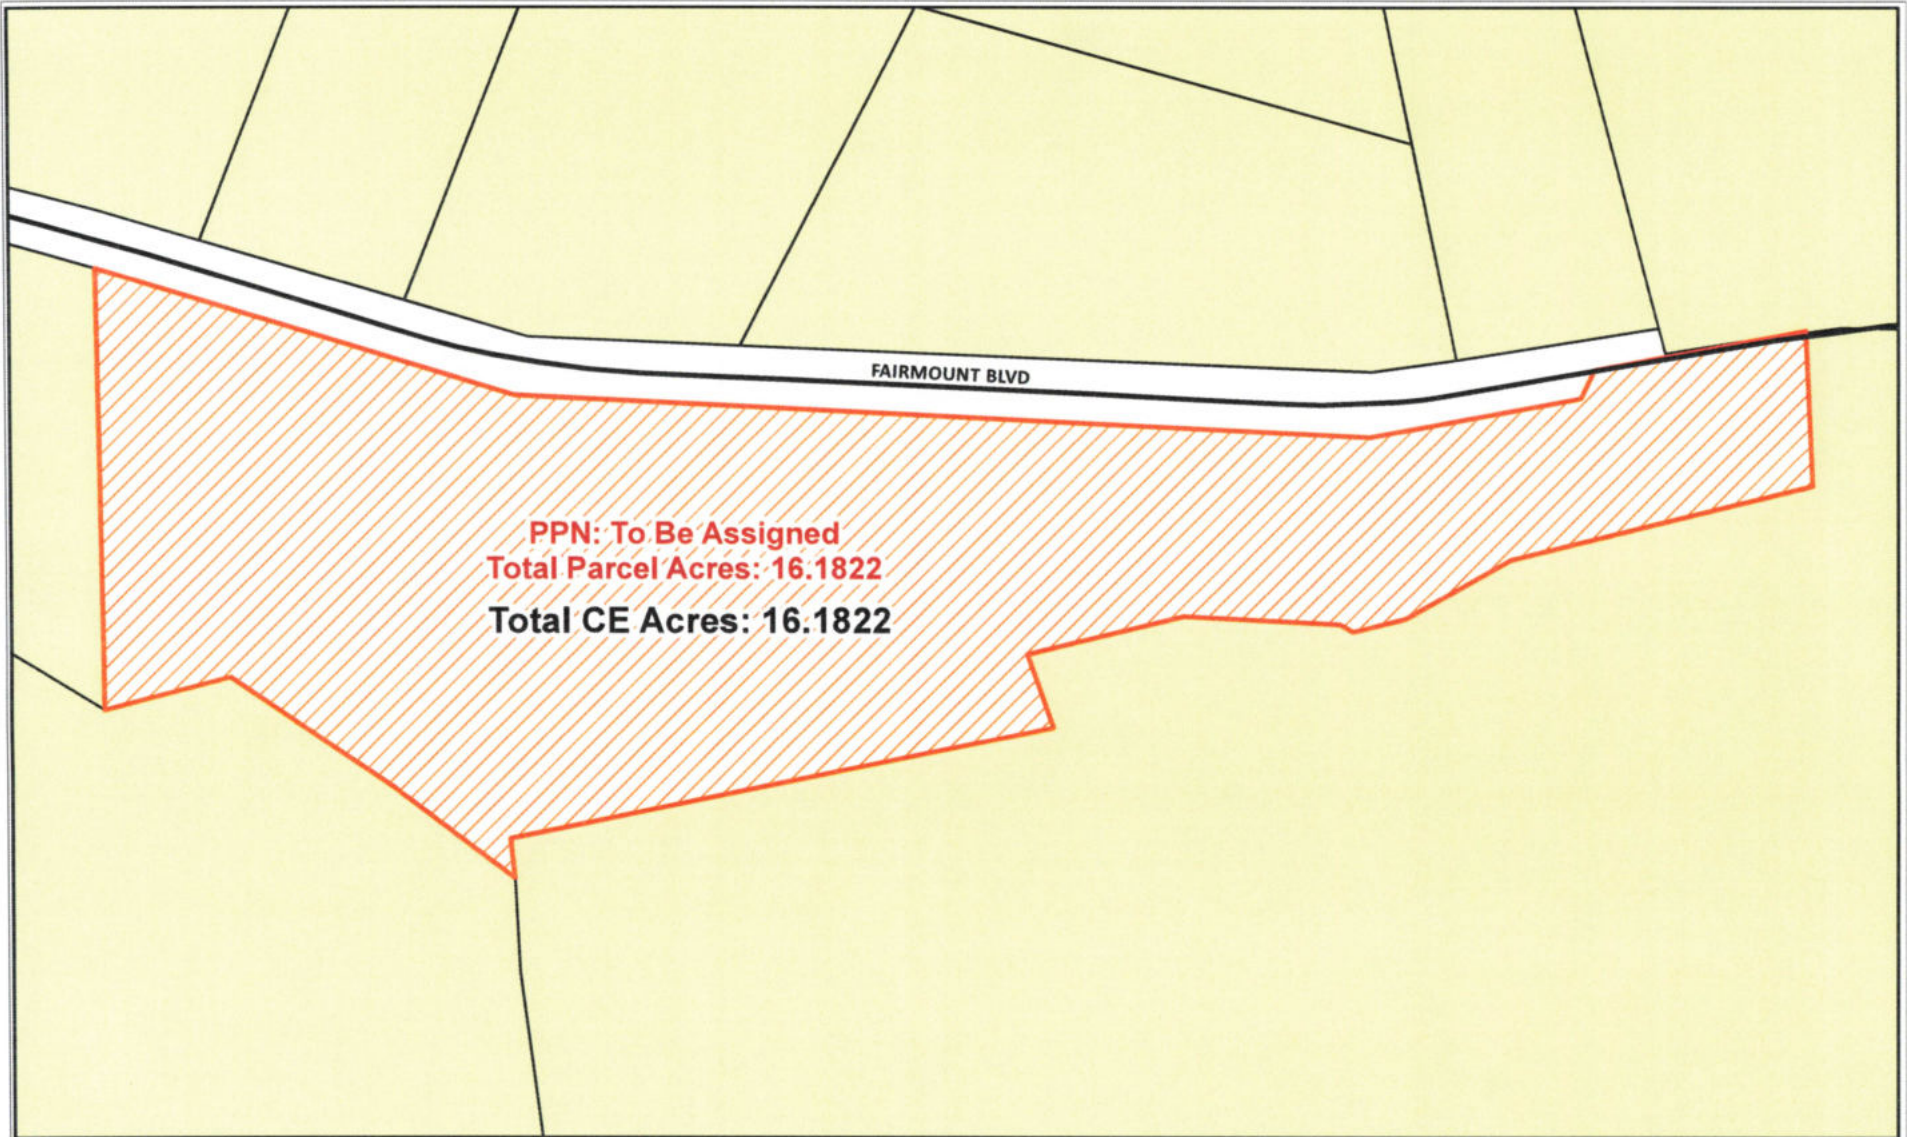 FAIRMOUNT BLVD
PPN: To Be Assigned
Total Parcel Acres: 16.1822
Total CE Acres: 16.1822